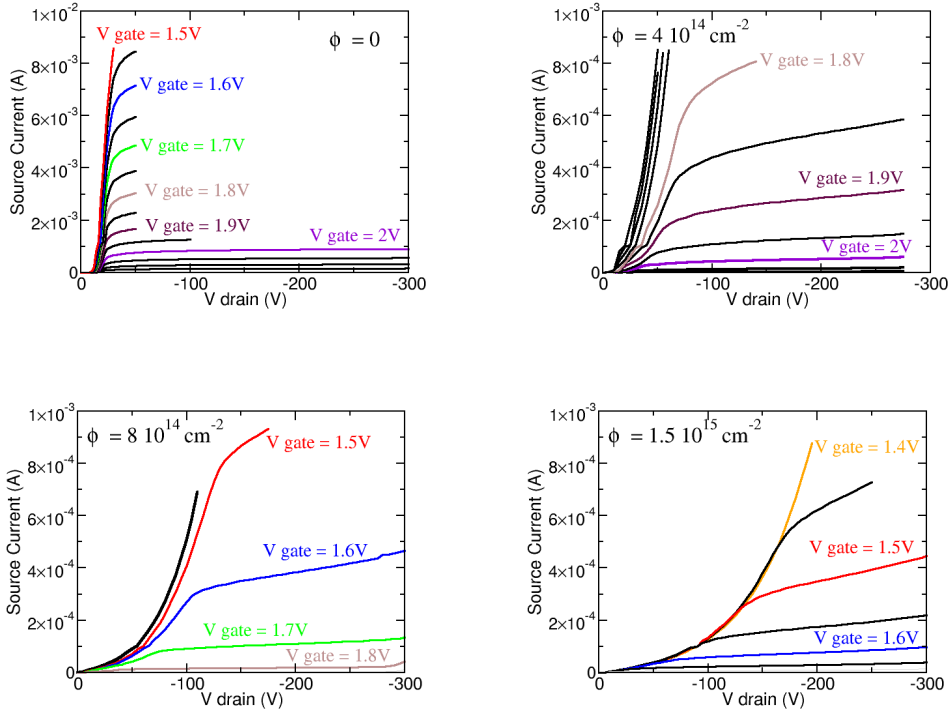 1×10⁻²
V gate = 1.5V
ϕ = 0
8×10⁻³
V gate = 1.6V
6×10⁻³
V gate = 1.7V
4×10⁻³
V gate = 1.8V
2×10⁻³
V gate = 1.9V
V gate = 2V
0
0 -100 -200 -300
V drain (V)
Source Current (A)
1×10⁻³
ϕ = 4 10¹⁴ cm⁻²
V gate = 1.8V
8×10⁻⁴
6×10⁻⁴
4×10⁻⁴
V gate = 1.9V
2×10⁻⁴
V gate = 2V
0
0 -100 -200 -300
V drain (V)
Source Current (A)
1×10⁻³
ϕ = 8 10¹⁴ cm⁻²
V gate = 1.5V
8×10⁻⁴
6×10⁻⁴
V gate = 1.6V
4×10⁻⁴
2×10⁻⁴
V gate = 1.7V
V gate = 1.8V
0
0 -100 -200 -300
V drain (V)
Source Current (A)
1×10⁻³
ϕ = 1.5 10¹⁵ cm⁻²
V gate = 1.4V
8×10⁻⁴
6×10⁻⁴
V gate = 1.5V
4×10⁻⁴
2×10⁻⁴
V gate = 1.6V
0
0 -100 -200 -300
V drain (V)
Source Current (A)